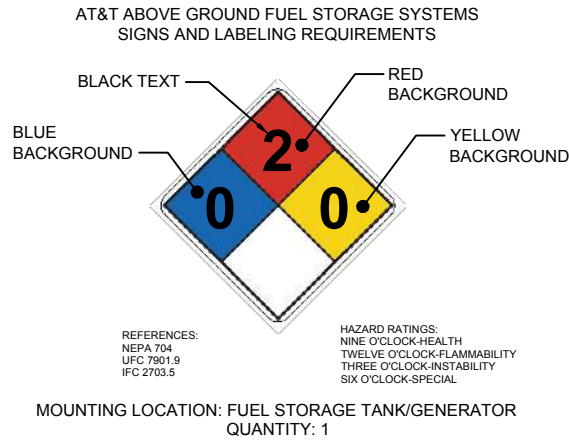 AT&T ABOVE GROUND FUEL STORAGE SYSTEMS
SIGNS AND LABELING REQUIREMENTS
BLACK TEXT
RED
BACKGROUND
BLUE
BACKGROUND
YELLOW
BACKGROUND
2
0
0
REFERENCES:
NEPA 704
UFC 7901.9
IFC 2703.5
HAZARD RATINGS:
NINE O'CLOCK-HEALTH
TWELVE O'CLOCK-FLAMMABILITY
THREE O'CLOCK-INSTABILITY
SIX O'CLOCK-SPECIAL
MOUNTING LOCATION: FUEL STORAGE TANK/GENERATOR
QUANTITY: 1